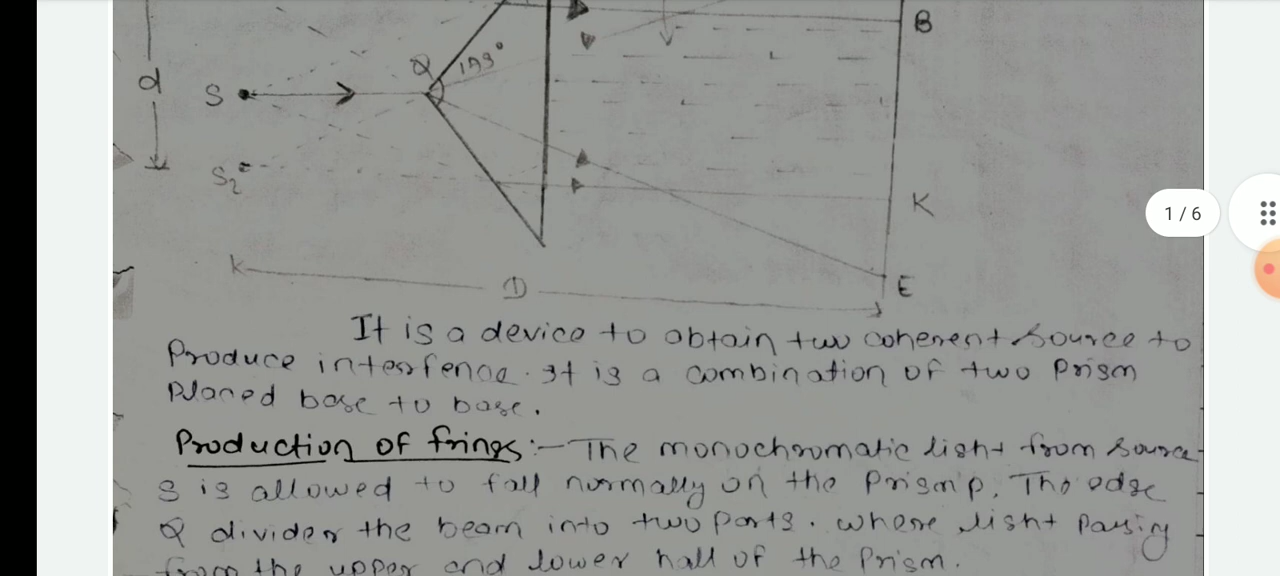 B
Q
199°
d
S
S2
K
K
D
E
1 / 6
It is a device to obtain two coherent source to
Produce interfence. It is a combination of two Prism
Placed base to base.
Production of frings :- The monochromatic light from source
S is allowed to fall normally on the Prism p. The edge
Q divides the beam into two parts. where light passing
from the upper and lower half of the Prism.